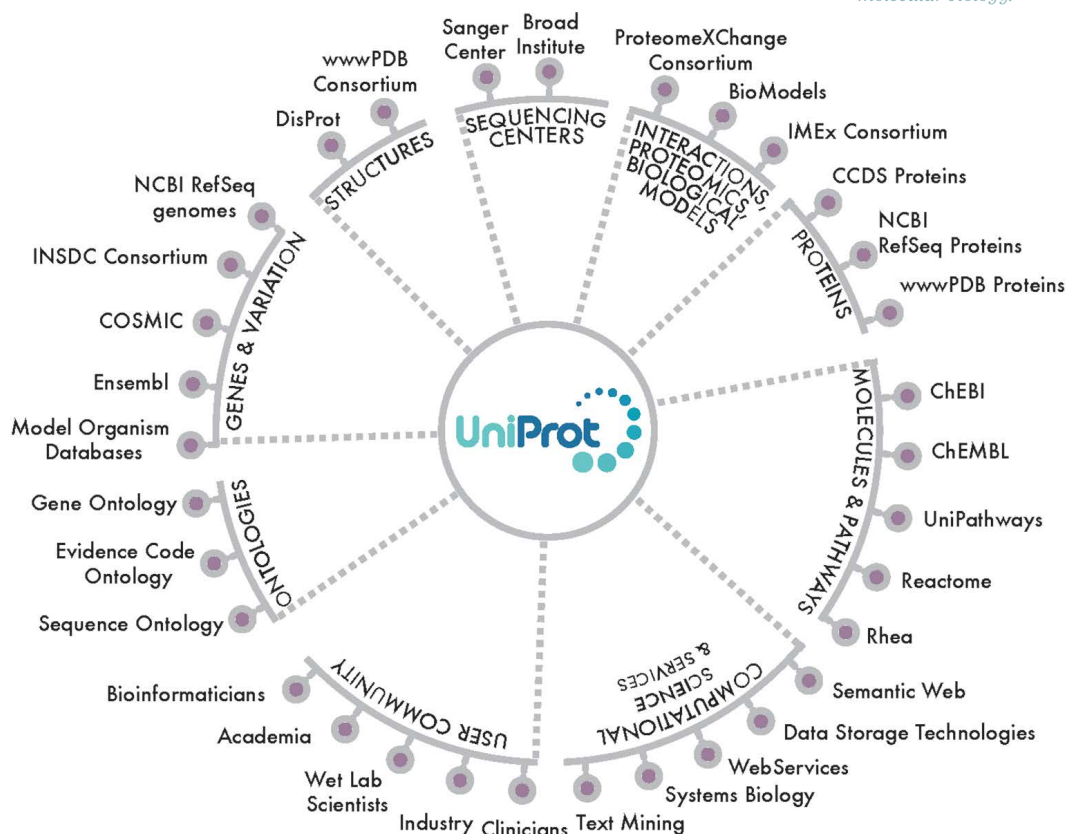 molecular biology.
Sanger
Center
Broad
Institute
ProteomeXChange
Consortium
BioModels
IMEx Consortium
wwwPDB
Consortium
DisProt
STRUCTURES
SEQUENCING
CENTERS
INTERACTIONS,
PROTEOMICS,
BIOLOGICAL
MODELS
CCDS Proteins
NCBI
RefSeq Proteins
wwwPDB Proteins
PROTEINS
NCBI RefSeq
genomes
INSDC Consortium
COSMIC
Ensembl
Model Organism
Databases
GENES & VARIATION
UniProt
MOLECULES & PATHWAYS
ChEBI
ChEMBL
UniPathways
Reactome
Rhea
Gene Ontology
Evidence Code
Ontology
Sequence Ontology
ONTOLOGIES
USER COMMUNITY
Bioinformaticians
Academia
Wet Lab
Scientists
Industry
Clinicians
COMPUTATIONAL
SCIENCE
& SERVICES
Semantic Web
Data Storage Technologies
WebServices
Systems Biology
Text Mining